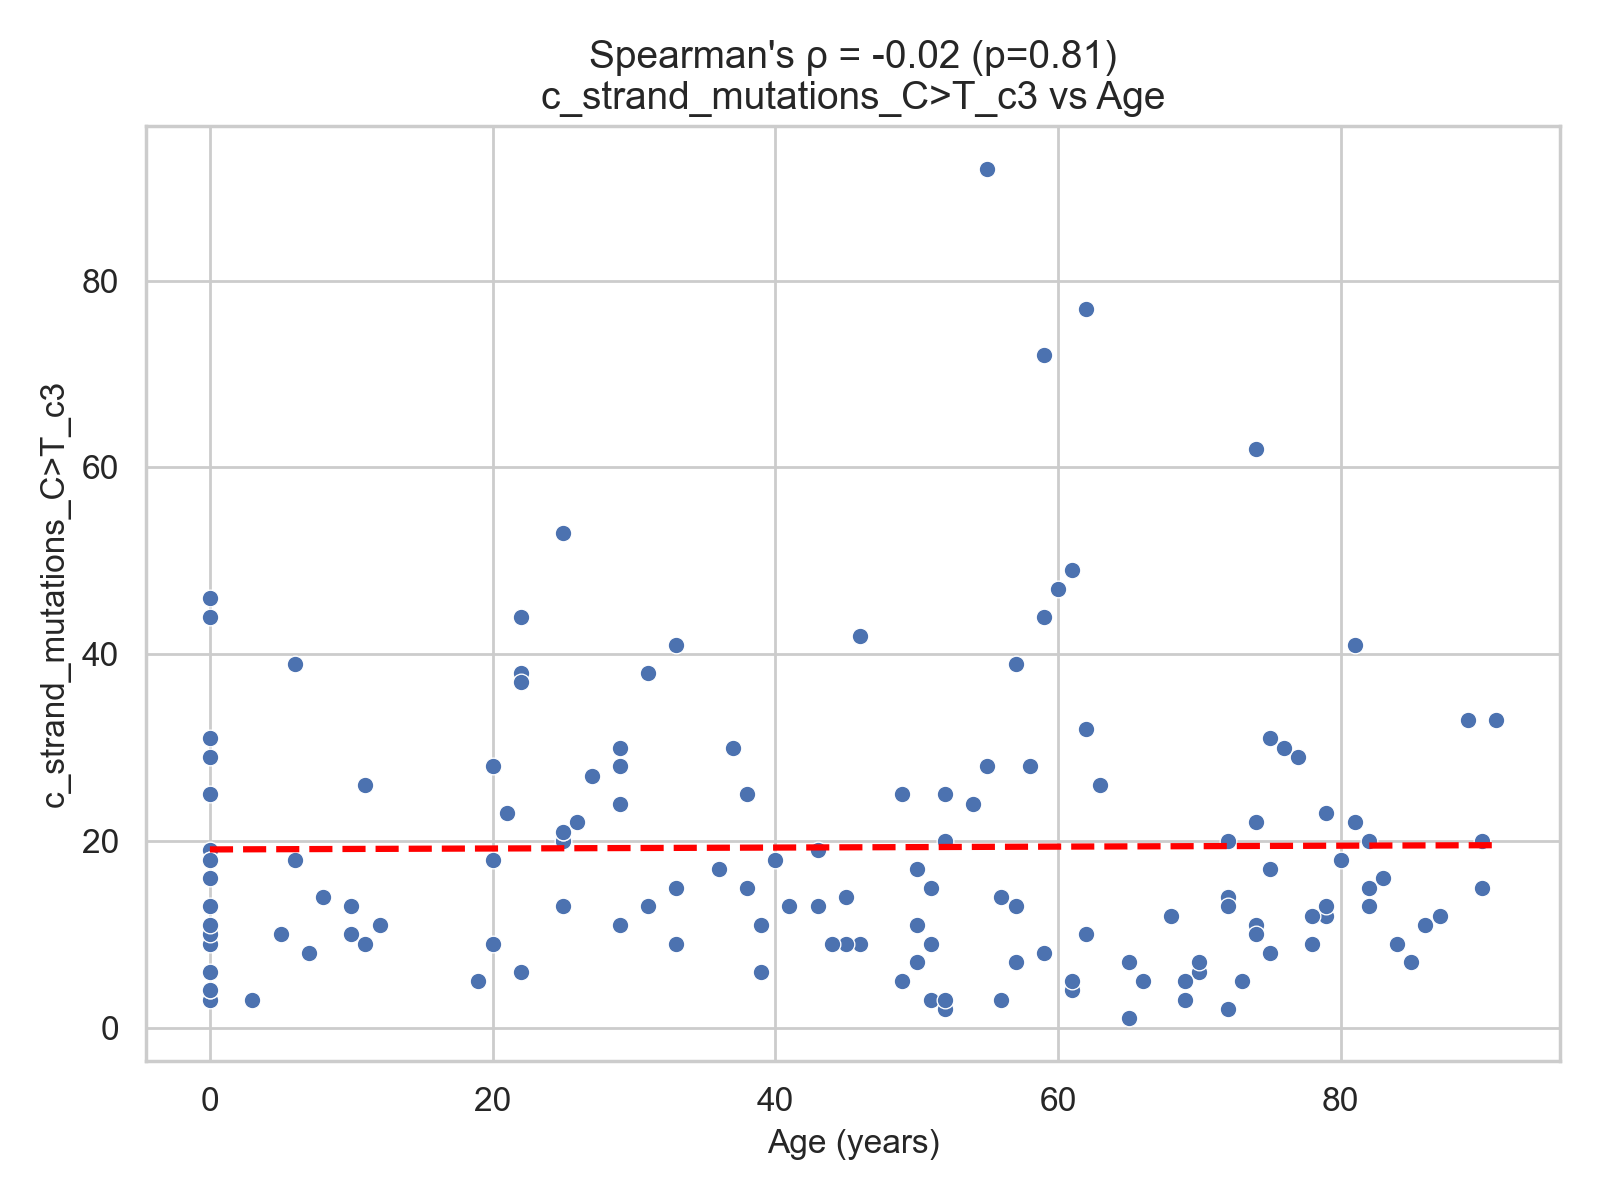 Spearman's ρ = -0.02 (p=0.81)
c_strand_mutations_C>T_c3 vs Age
c_strand_mutations_C>T_c3
80
60
40
20
0
0
20
40
60
80
Age (years)